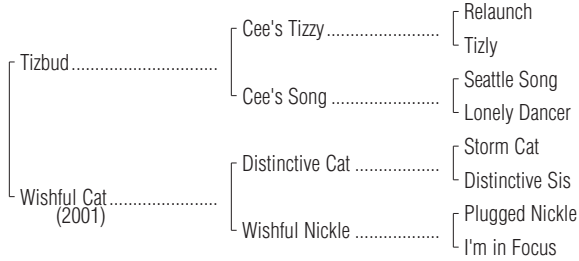 Relaunch
Cee's Tizzy.........................
Tizly
Tizbud................................
Seattle Song
Cee's Song ........................
Lonely Dancer
Storm Cat
Distinctive Cat ...................
Distinctive Sis
Wishful Cat........................
(2001)
Plugged Nickle
Wishful Nickle ...................
I'm in Focus